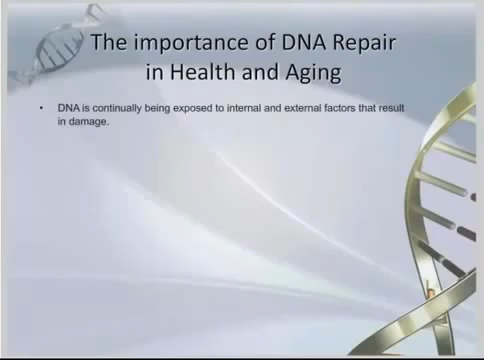 The importance of DNA Repair
in Health and Aging
• DNA is continually being exposed to internal and external factors that result
in damage.